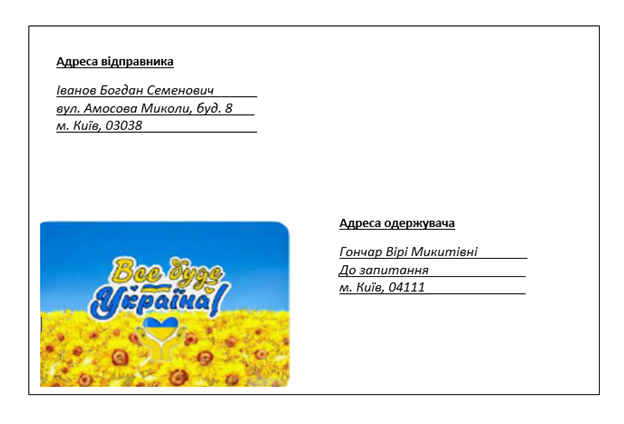 Адреса відправника
Іванов Богдан Семенович
вул. Амосова Миколи, буд. 8
м. Київ, 03038
Все буде
Україна!
Адреса одержувача
Гончар Вірі Микитівні
До запитання
м. Київ, 04111